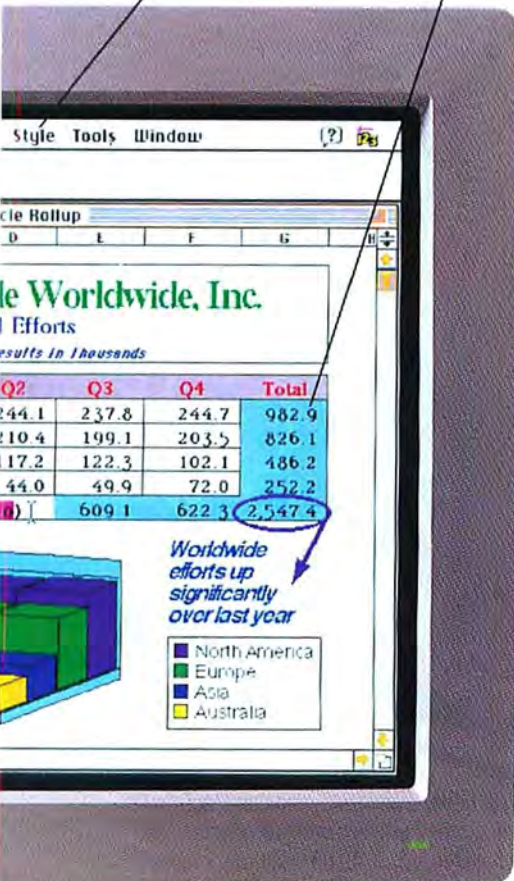 Style Tools Window (?) 123
cle Rollup
D E F G H
le Worldwide, Inc.
l Efforts
esults in Thousands
Q2 Q3 Q4 Total
244.1 237.8 244.7 982.9
210.4 199.1 203.5 826.1
117.2 122.3 102.1 486.2
44.0 49.9 72.0 252.2
) 609.1 622.3 2,547.4
Worldwide
efforts up
significantly
over last year
North America
Europe
Asia
Australia